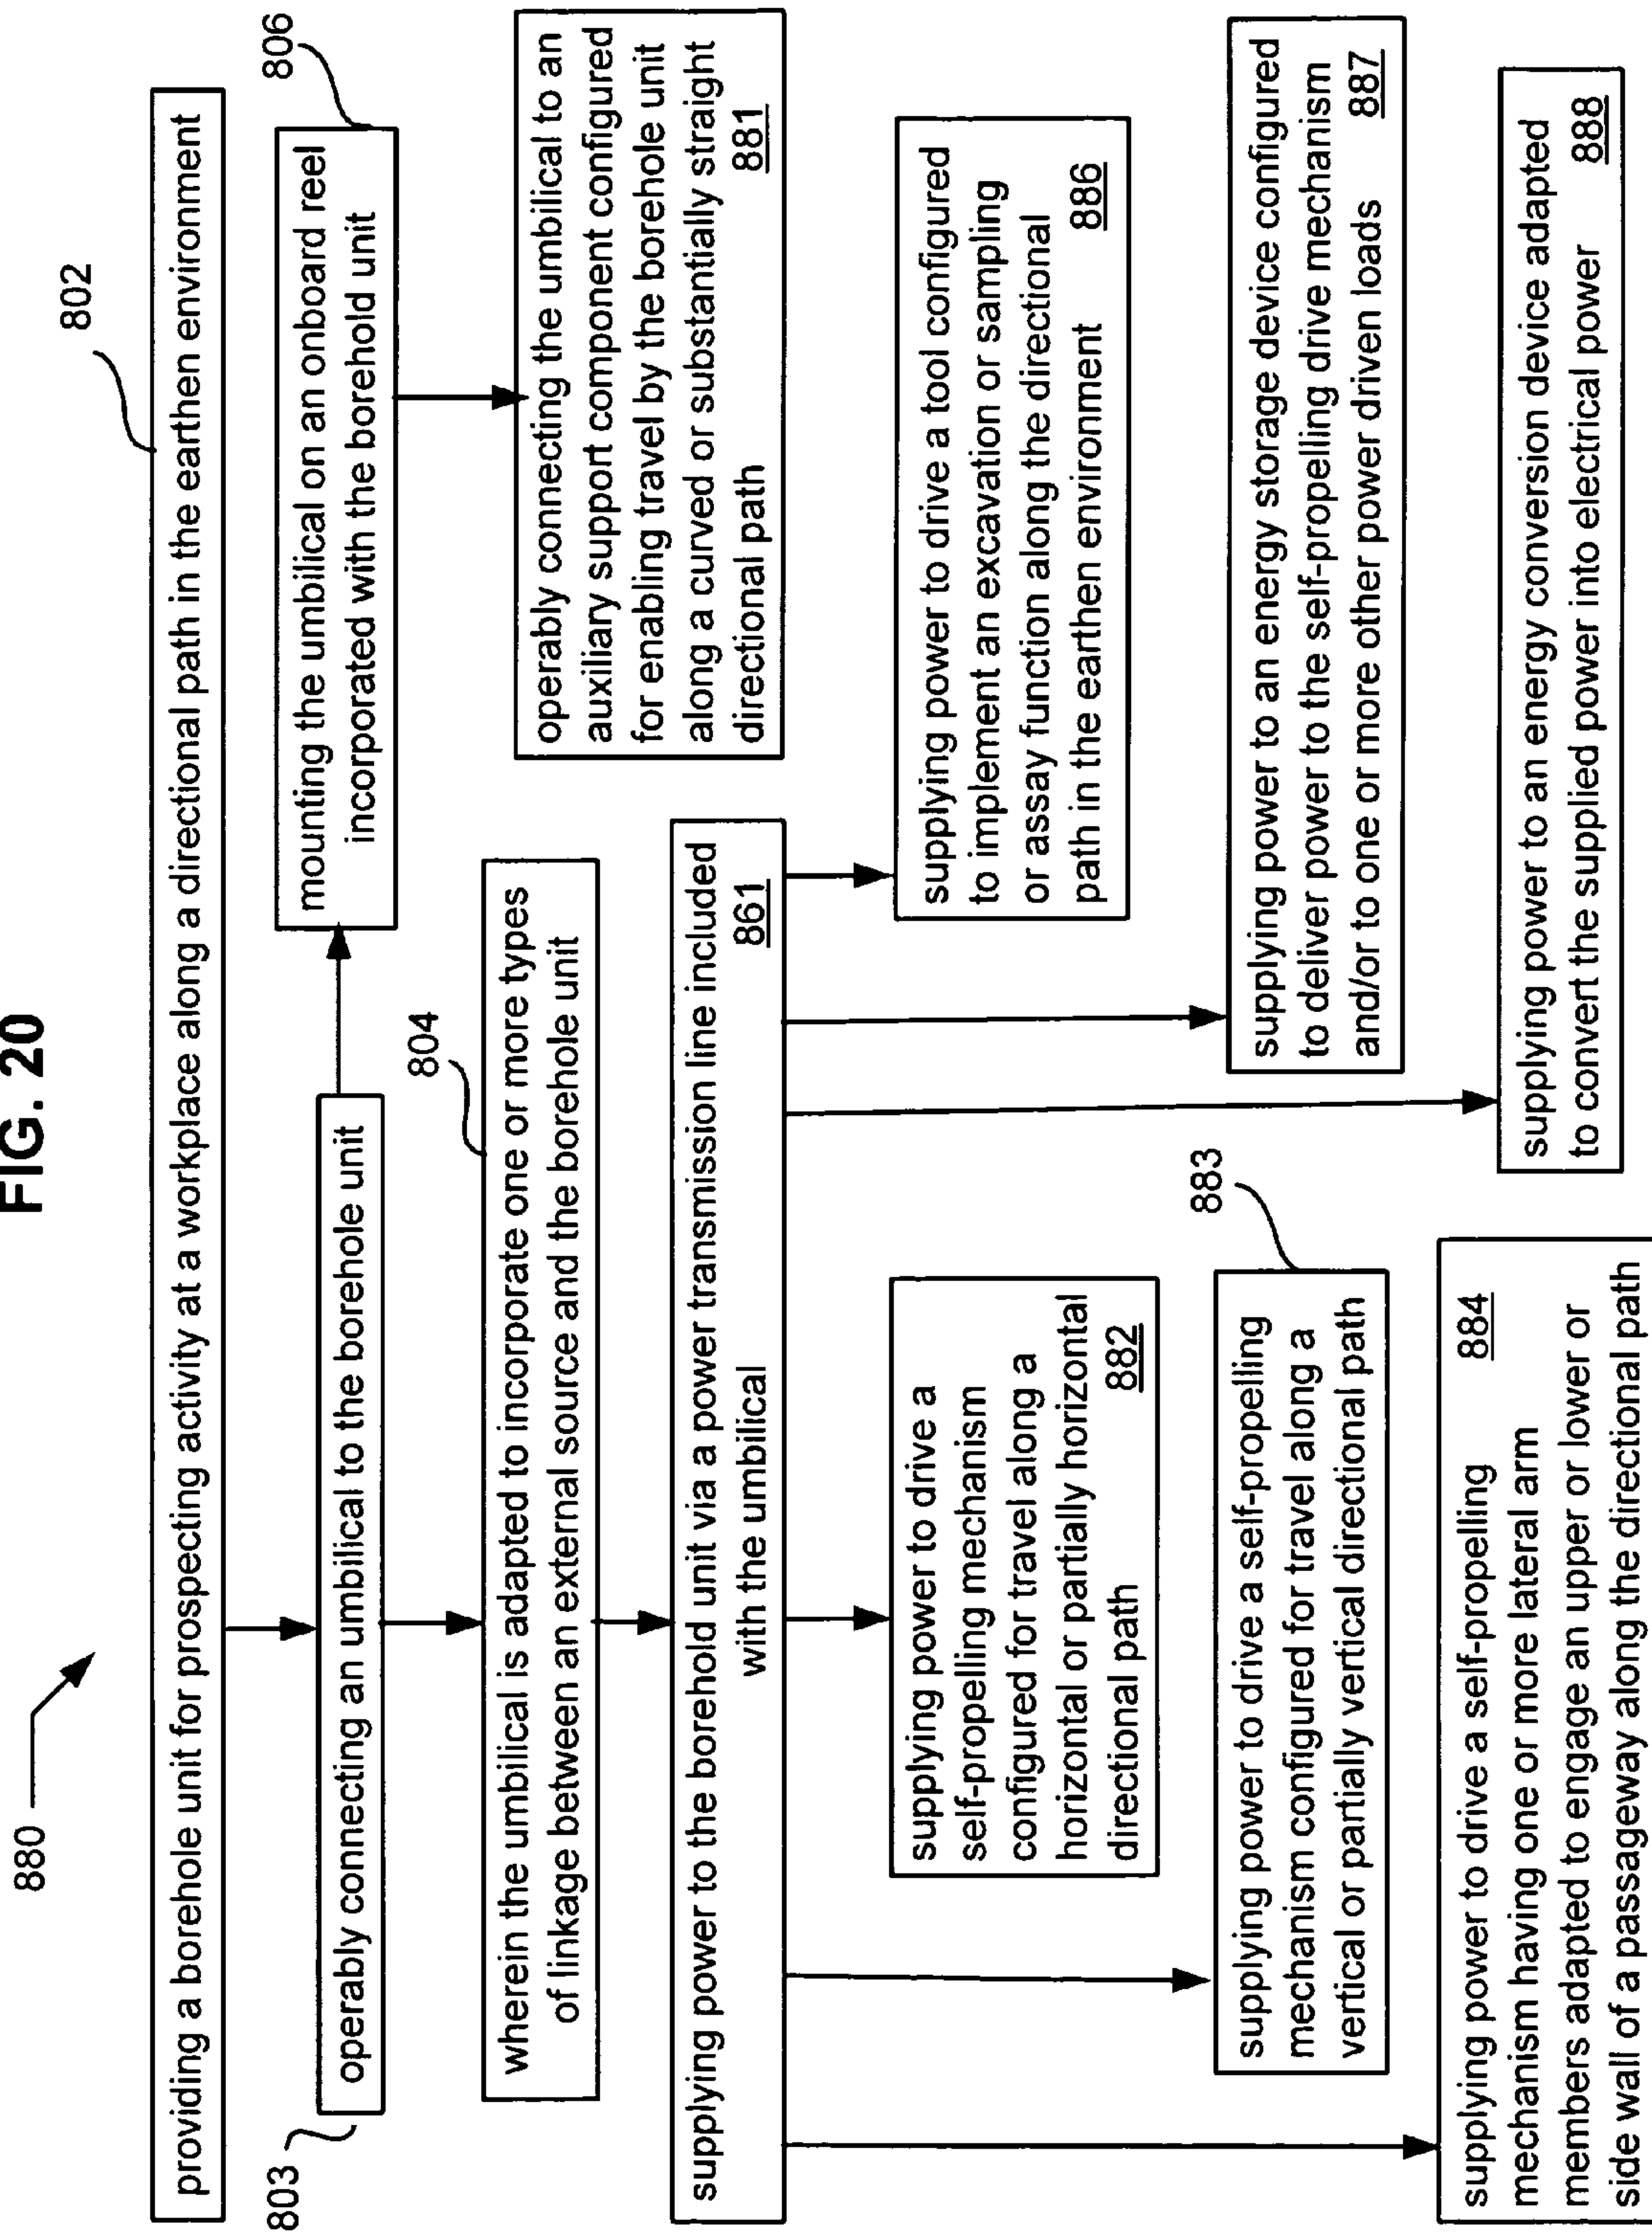 FIG. 20
880
802
providing a borehole unit for prospecting activity at a workplace along a directional path in the earthen environment
803
operably connecting an umbilical to the borehole unit
806
mounting the umbilical on an onboard reel
incorporated with the borehold unit
804
wherein the umbilical is adapted to incorporate one or more types
of linkage between an external source and the borehole unit
operably connecting the umbilical to an
auxiliary support component configured
for enabling travel by the borehole unit
along a curved or substantially straight
directional path 881
supplying power to the borehold unit via a power transmission line included
with the umbilical 861
supplying power to drive a
self-propelling mechanism
configured for travel along a
horizontal or partially horizontal
directional path 882
supplying power to drive a tool configured
to implement an excavation or sampling
or assay function along the directional
path in the earthen environment 886
883
supplying power to drive a self-propelling
mechanism configured for travel along a
vertical or partially vertical directional path
supplying power to an energy storage device configured
to deliver power to the self-propelling drive mechanism
and/or to one or more other power driven loads 887
supplying power to drive a self-propelling 884
mechanism having one or more lateral arm
members adapted to engage an upper or lower or
side wall of a passageway along the directional path
supplying power to an energy conversion device adapted
to convert the supplied power into electrical power 888